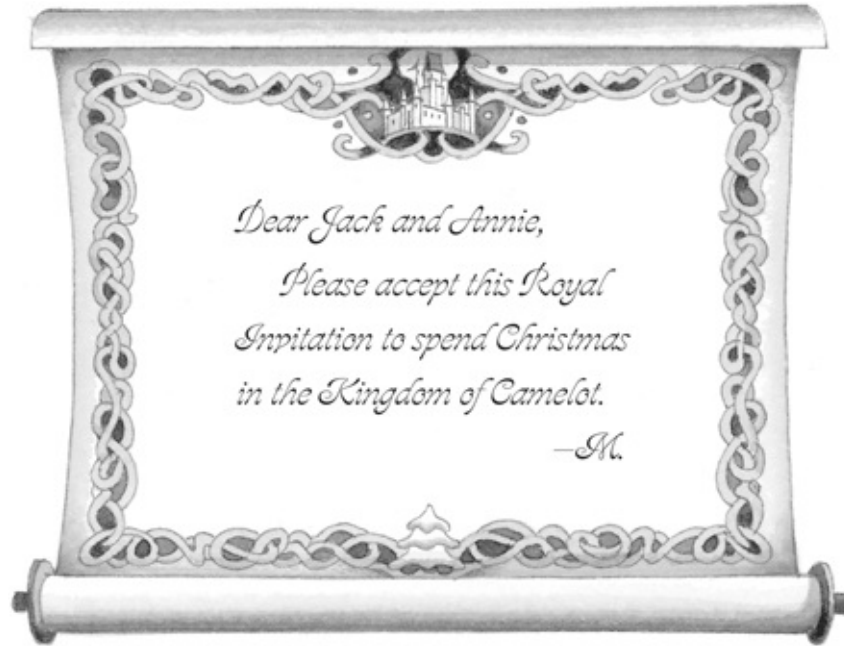 Dear Jack and Annie,
Please accept this Royal
Invitation to spend Christmas
in the Kingdom of Camelot.
—M.